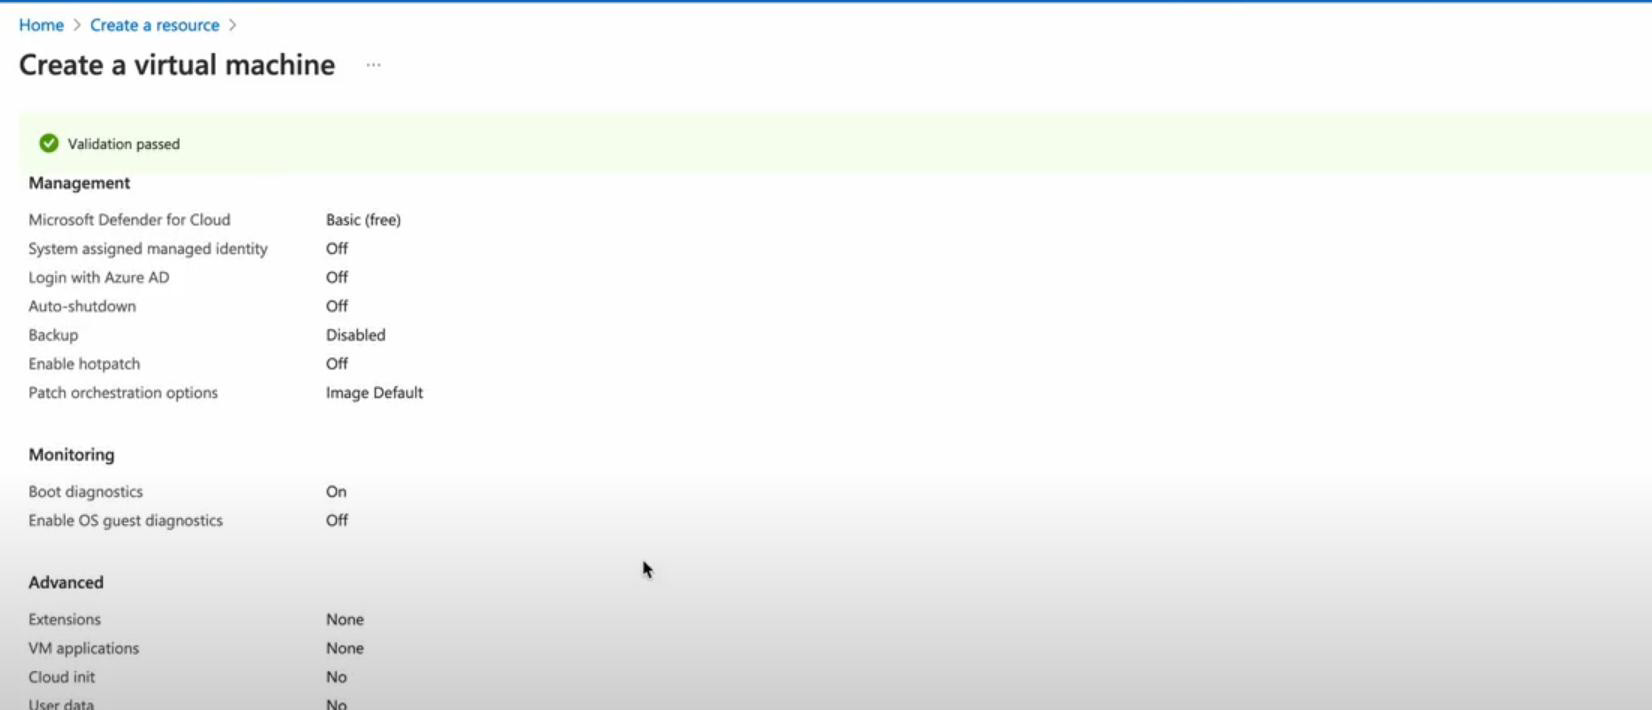 Home > Create a resource >
Create a virtual machine ...
Validation passed
Management
Microsoft Defender for Cloud Basic (free)
System assigned managed identity Off
Login with Azure AD Off
Auto-shutdown Off
Backup Disabled
Enable hotpatch Off
Patch orchestration options Image Default
Monitoring
Boot diagnostics On
Enable OS guest diagnostics Off
Advanced
Extensions None
VM applications None
Cloud init No
User data No